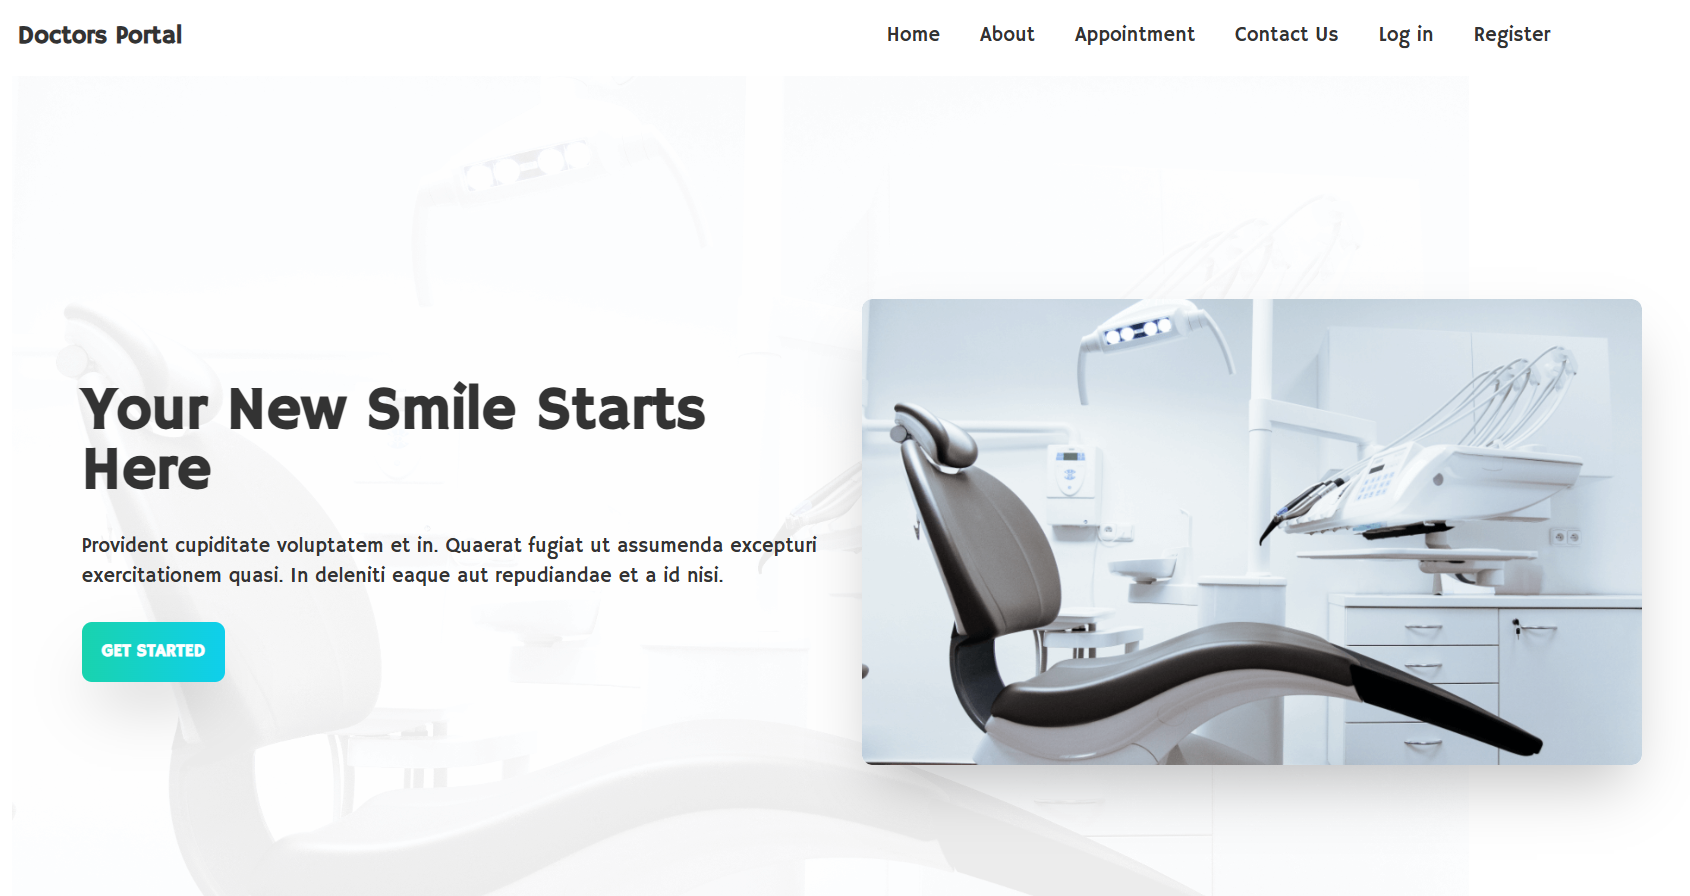 Doctors Portal
Home About Appointment Contact Us Log in Register
Your New Smile Starts
Here
Provident cupiditate voluptatem et in. Quaerat fugiat ut assumenda excepturi
exercitationem quasi. In deleniti eaque aut repudiandae et a id nisi.
GET STARTED